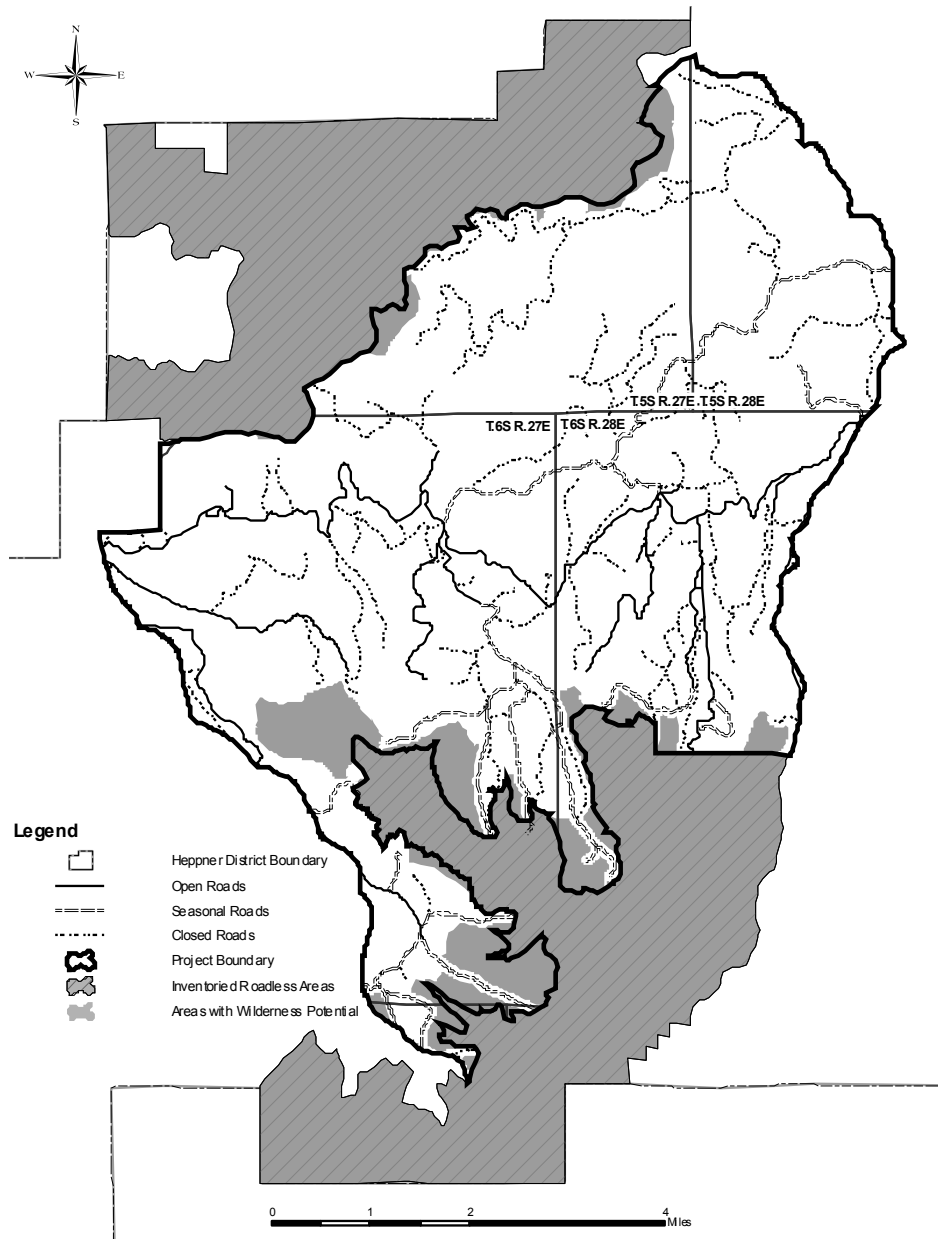 N
W E
S
T.5S R.27E T.5S R.28E
T.6S R.27E T.6S R.28E
Legend
Heppner District Boundary
Open Roads
Seasonal Roads
Closed Roads
Project Boundary
Inventoried Roadless Areas
Areas with Wilderness Potential
0 1 2 4
Miles